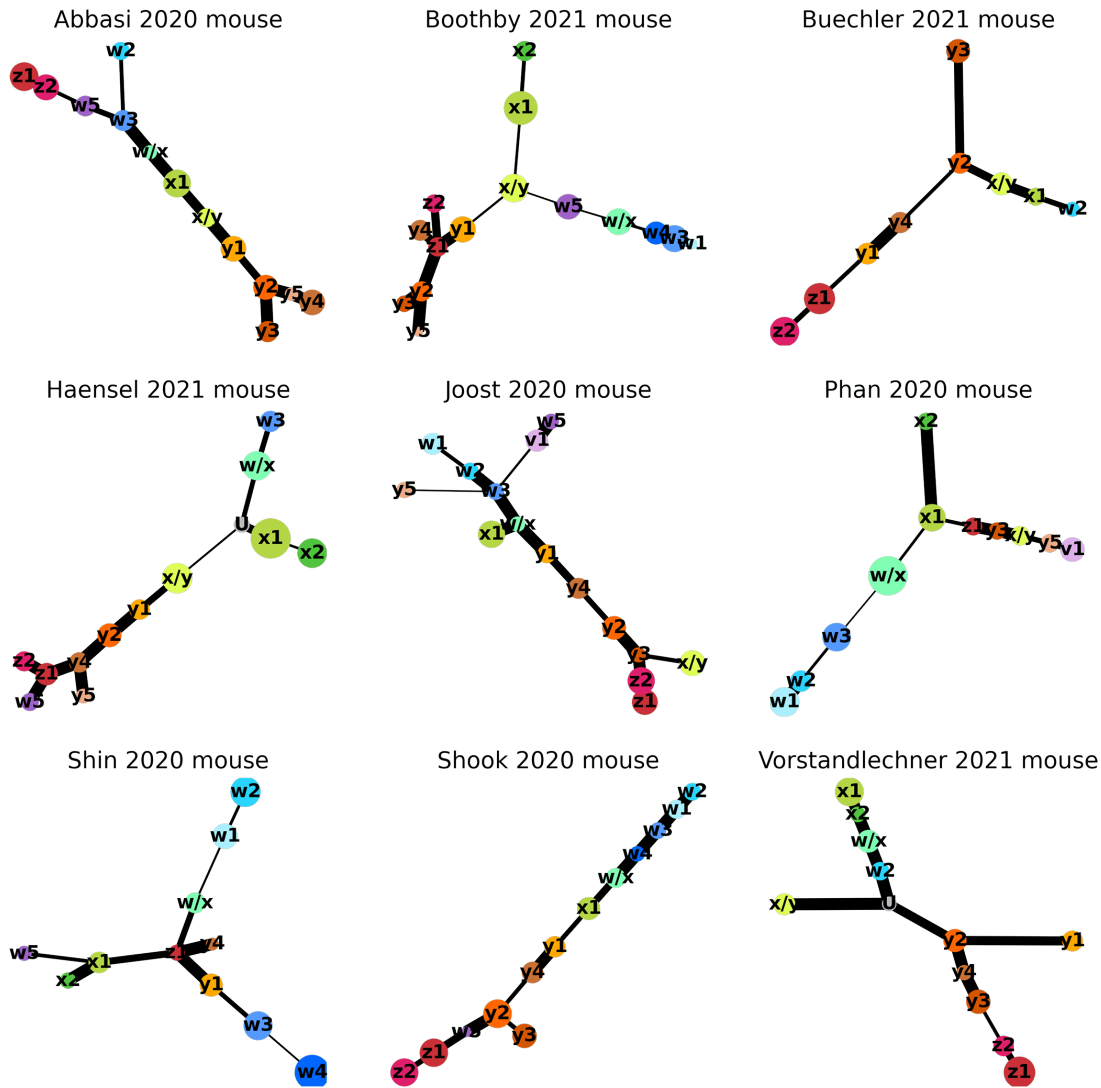 Abbasi 2020 mouse
w2
z1
z2
w5
w3
w/x
x1
x/y
y1
y2
y5
y4
y3
Boothby 2021 mouse
x2
x1
x/y
w5
z2
w/x
y4
y1
w4
w3
w1
z1
y2
y3
y5
Buechler 2021 mouse
y3
y2
x/y
x1
w2
y4
y1
z1
z2
Haensel 2021 mouse
w3
w/x
U
x1
x2
x/y
y1
y2
z2
y4
z1
y5
w5
Joost 2020 mouse
w5
w1
v1
w2
y5
w3
w/x
x1
y1
y4
y2
y3
x/y
z2
z1
Phan 2020 mouse
x2
x1
z1
y3
x/y
y5
v1
w/x
w3
w2
w1
Shin 2020 mouse
w2
w1
w/x
y4
w5
z1
x1
x2
y1
w3
w4
Shook 2020 mouse
w2
w1
w3
w4
w/x
x1
y1
y4
y2
w5
y3
z1
z2
Vorstandlechner 2021 mouse
x1
x2
w/x
w2
x/y
U
y2
y1
y4
y3
z2
z1